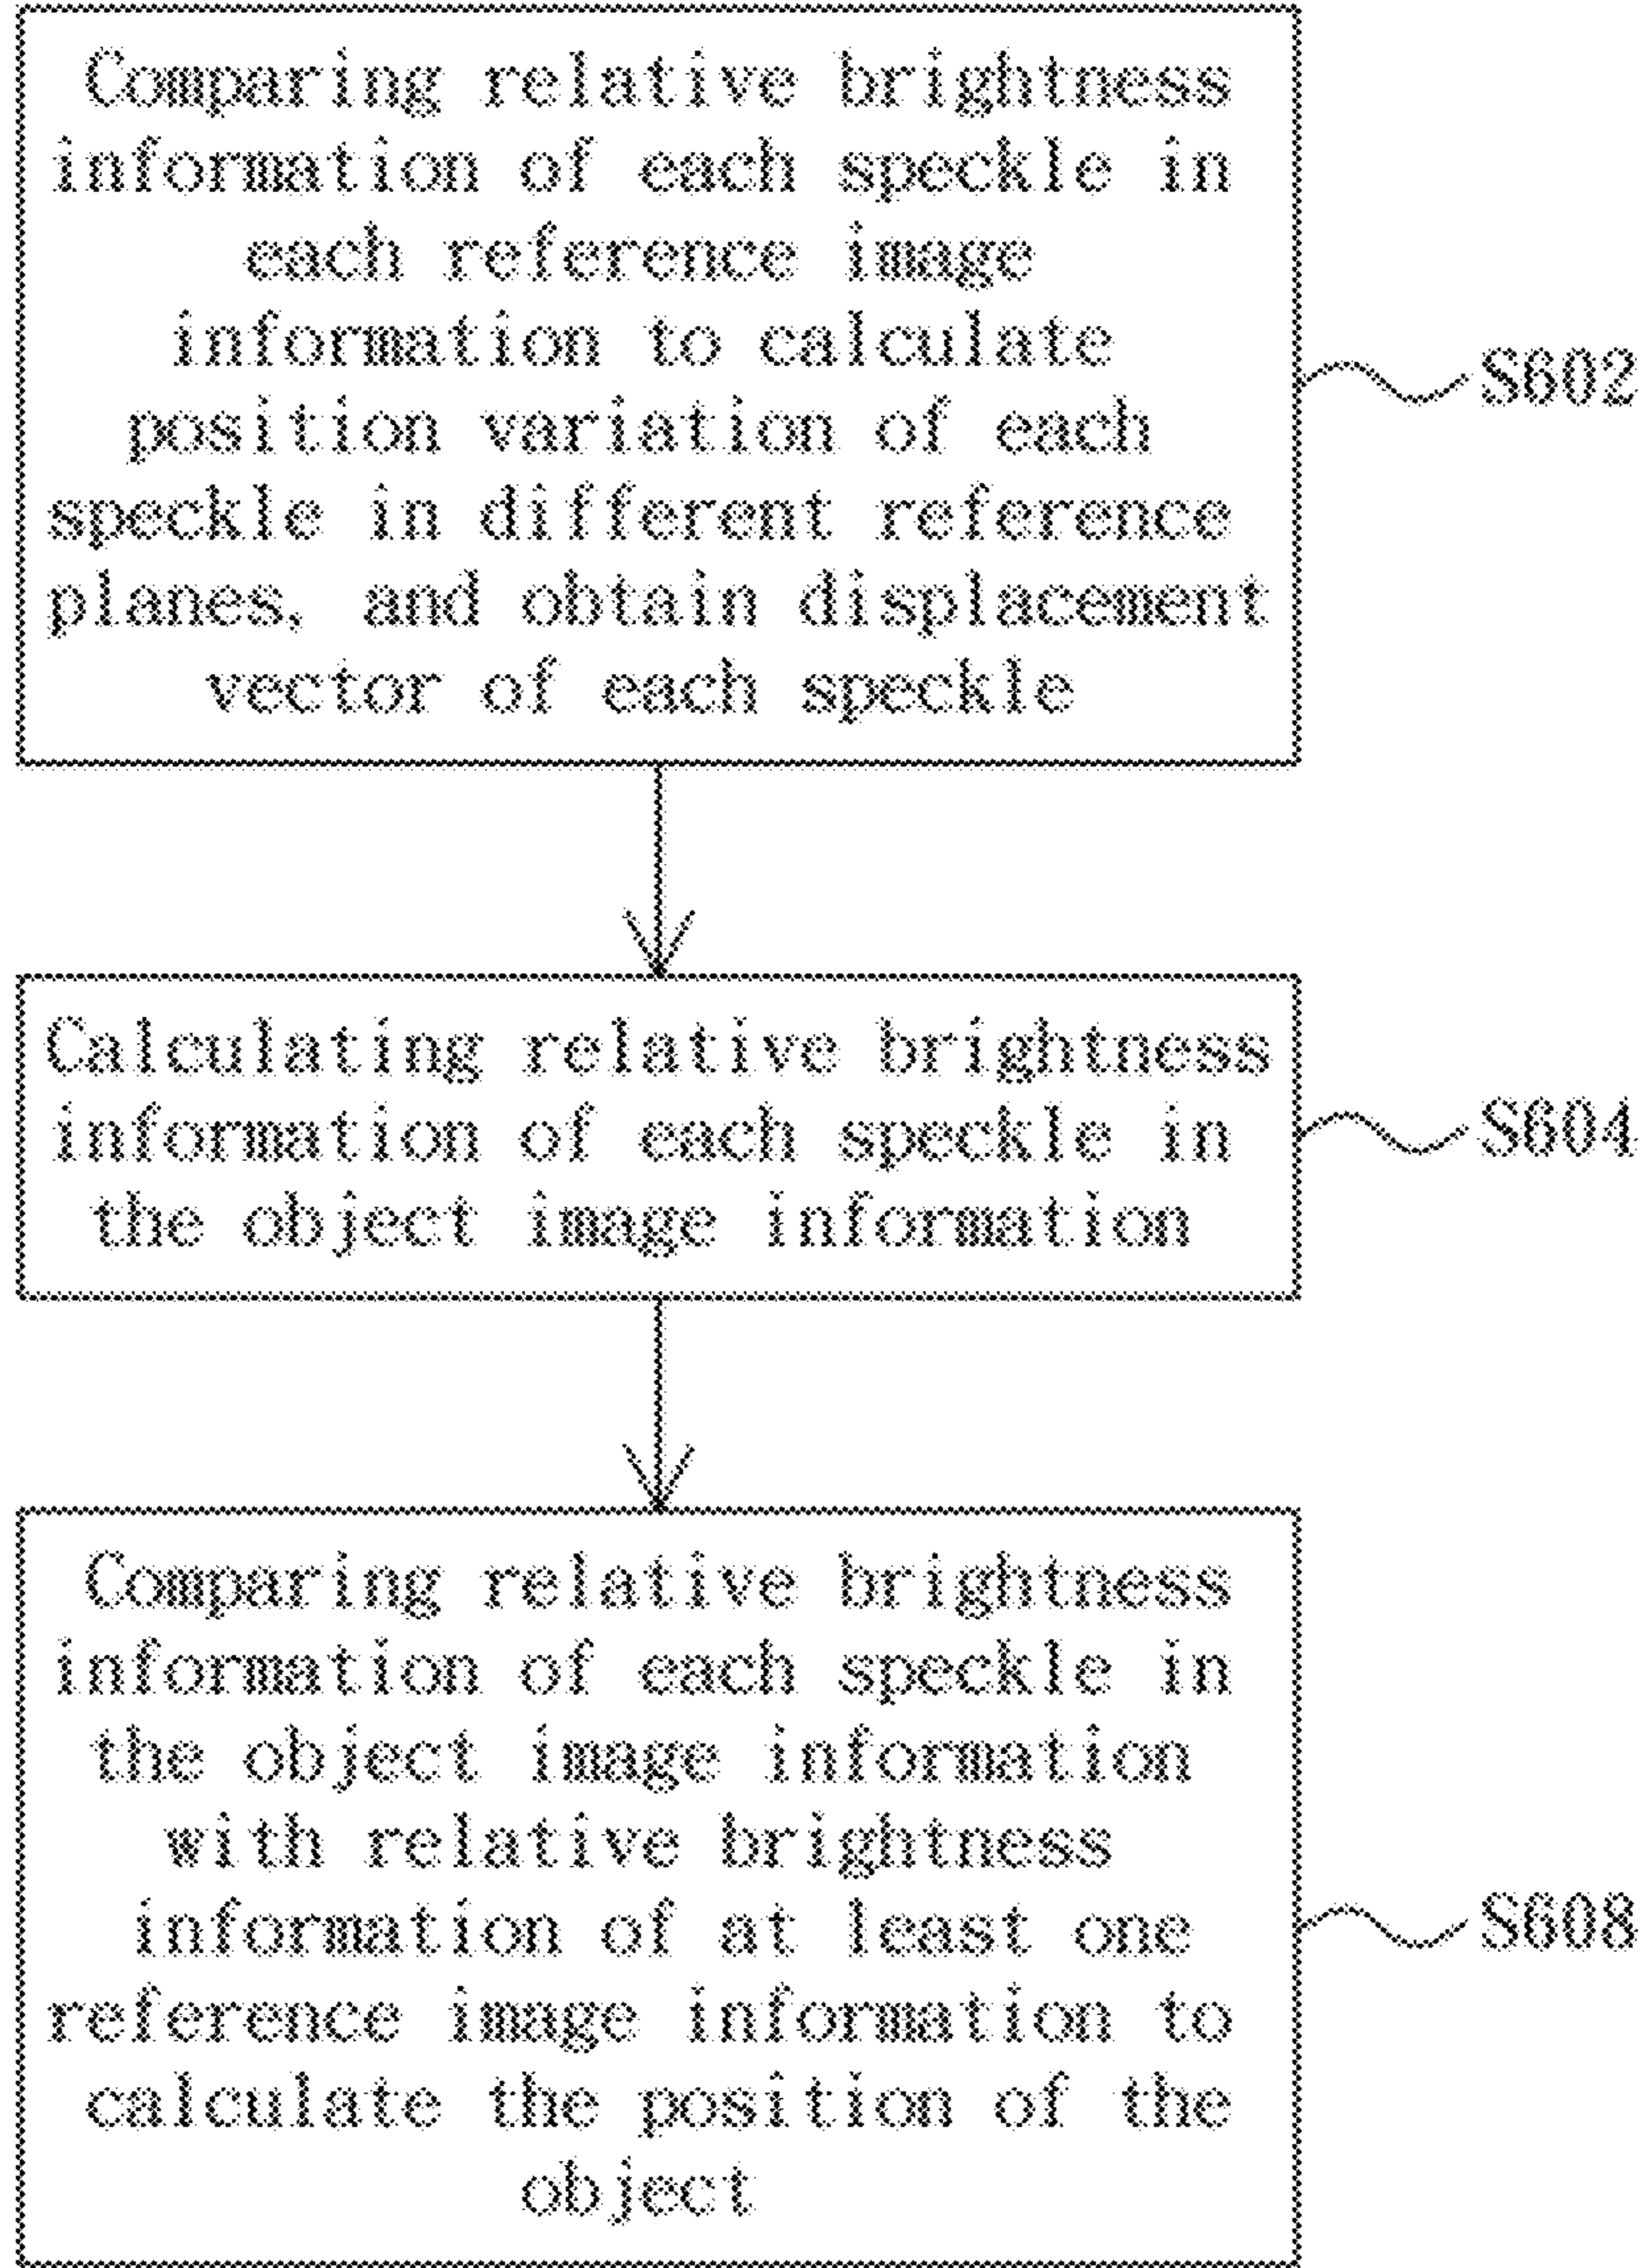 Comparing relative brightness
information of each speckle in
each reference image
information to calculate
position variation of each
speckle in different reference
planes, and obtain displacement
vector of each speckle
S602
Calculating relative brightness
information of each speckle in
the object image information
S604
Comparing relative brightness
information of each speckle in
the object image information
with relative brightness
information of at least one
reference image information to
calculate the position of the
object
S608